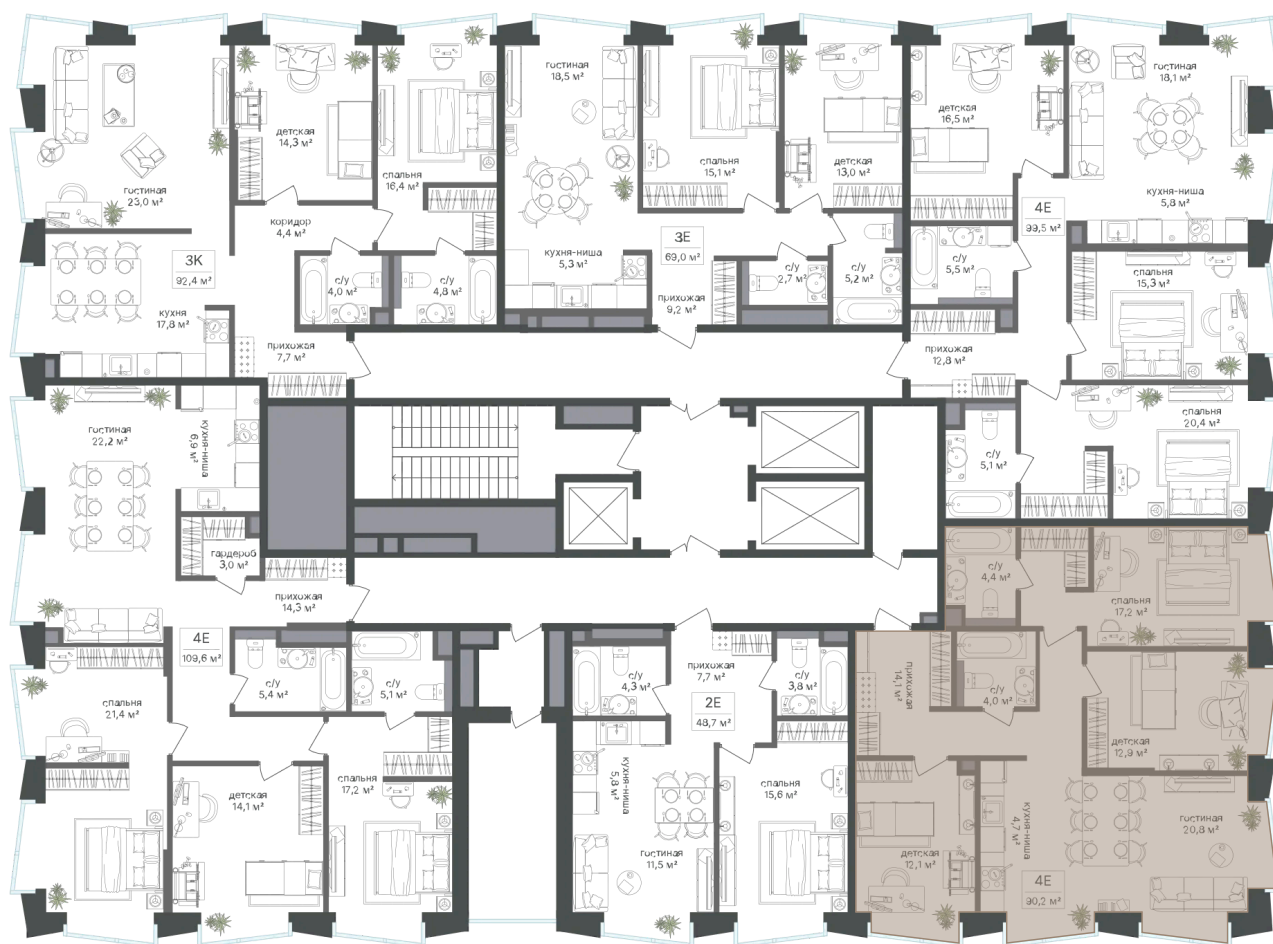 гостиная
23,0 м²
детская
14,3 м²
спальня
16,4 м²
коридор
4,4 м²
3К
92,4 м²
кухня
17,8 м²
с/у
4,0 м²
с/у
4,8 м²
прихожая
7,7 м²
гостиная
18,5 м²
спальня
15,1 м²
детская
13,0 м²
кухня-ниша
5,3 м²
3Е
69,0 м²
прихожая
9,2 м²
с/у
2,7 м²
с/у
5,2 м²
детская
16,5 м²
гостиная
18,1 м²
кухня-ниша
5,8 м²
4Е
99,5 м²
с/у
5,5 м²
спальня
15,3 м²
прихожая
12,8 м²
спальня
20,4 м²
с/у
5,1 м²
гостиная
22,2 м²
кухня-ниша
6,9 м²
гардероб
3,0 м²
прихожая
14,3 м²
4Е
109,6 м²
с/у
5,4 м²
с/у
5,1 м²
спальня
21,4 м²
детская
14,1 м²
спальня
17,2 м²
с/у
4,3 м²
прихожая
7,7 м²
с/у
3,8 м²
2Е
48,7 м²
кухня-ниша
5,8 м²
гостиная
11,5 м²
спальня
15,6 м²
с/у
4,4 м²
спальня
17,2 м²
прихожая
14,1 м²
с/у
4,0 м²
детская
12,9 м²
детская
12,1 м²
кухня-ниша
4,7 м²
гостиная
20,8 м²
4Е
90,2 м²